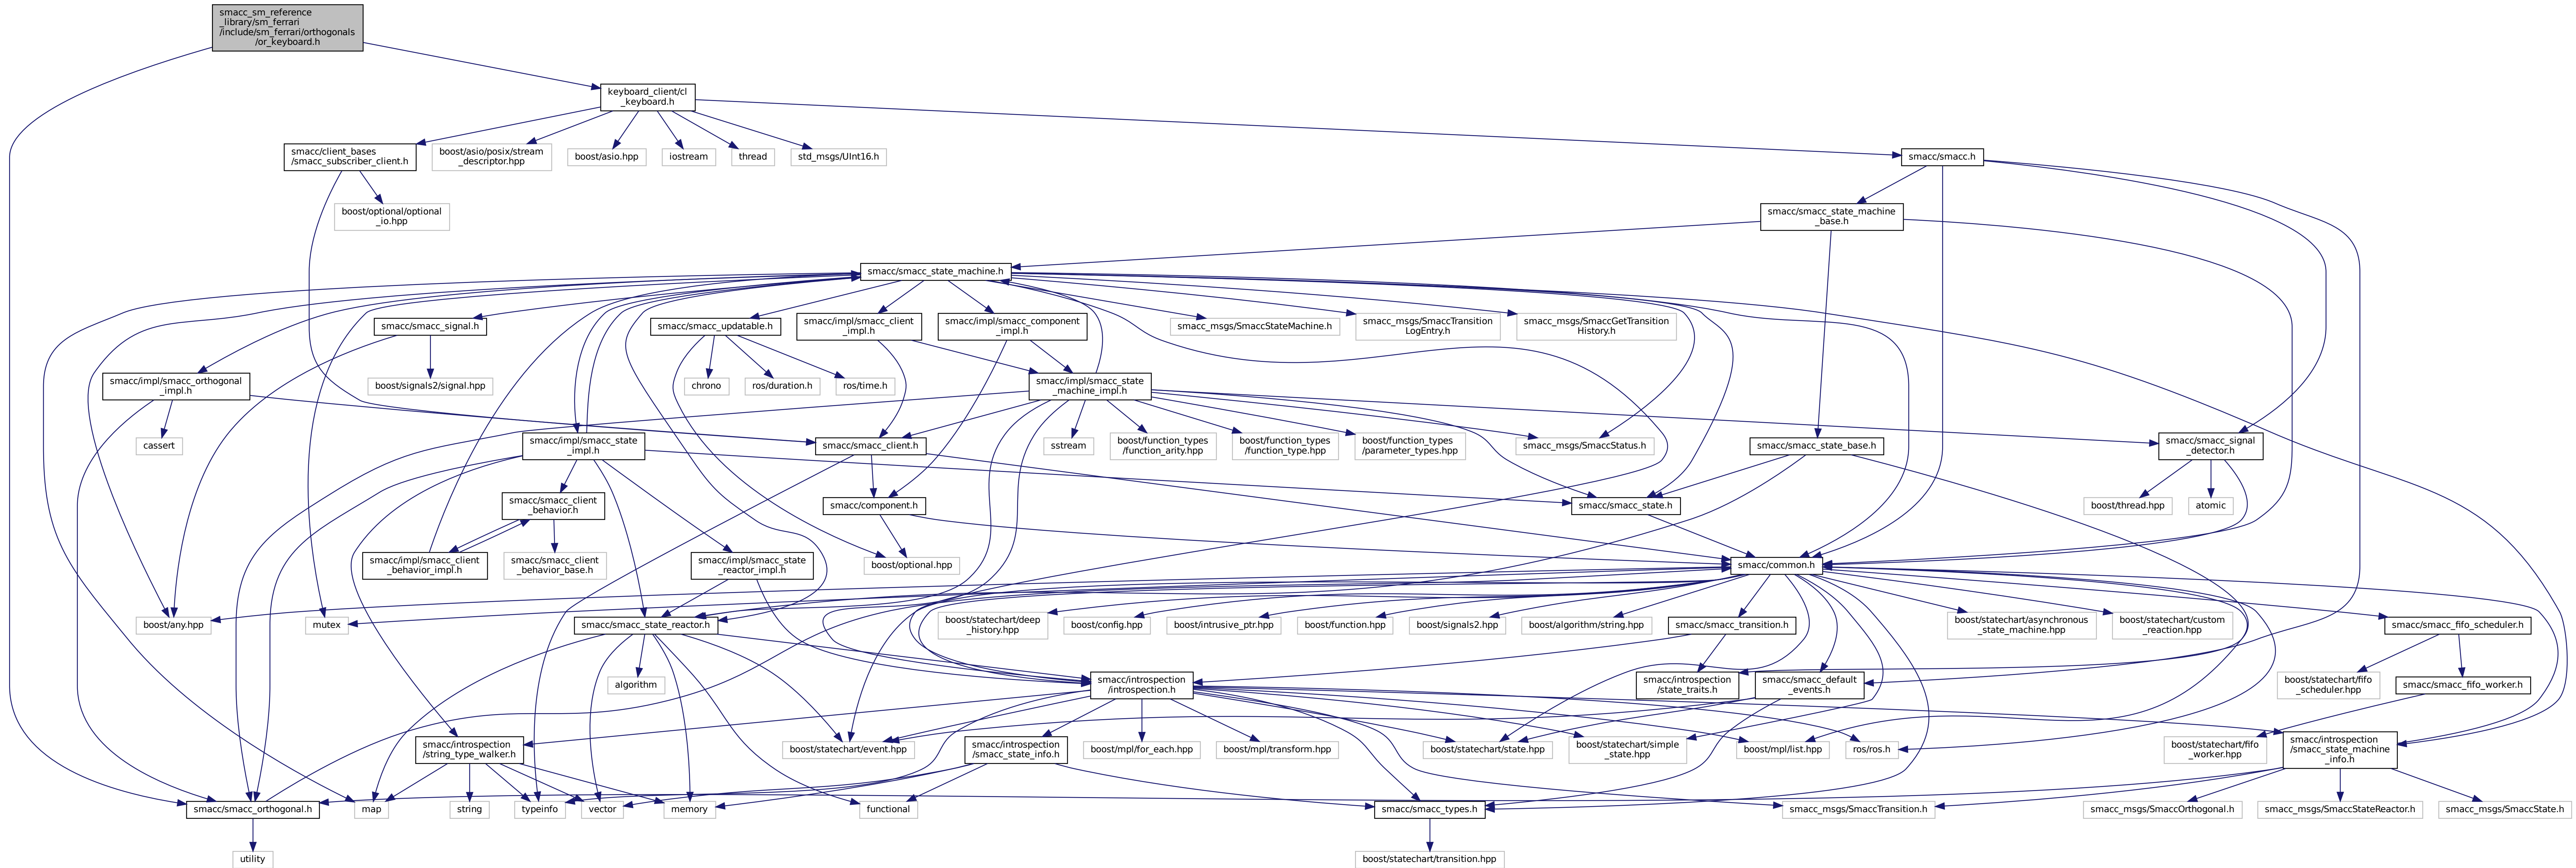 smacc_sm_reference
_library/sm_ferrari
/include/sm_ferrari/orthogonals
/or_keyboard.h
keyboard_client/cl
_keyboard.h
smacc/client_bases
/smacc_subscriber_client.h
boost/asio/posix/stream
_descriptor.hpp
boost/asio.hpp
iostream
thread
std_msgs/UInt16.h
smacc/smacc.h
boost/optional/optional
_io.hpp
smacc/smacc_state_machine
_base.h
smacc/smacc_state_machine.h
smacc/smacc_signal.h
smacc/smacc_updatable.h
smacc/impl/smacc_client
_impl.h
smacc/impl/smacc_component
_impl.h
smacc_msgs/SmaccStateMachine.h
smacc_msgs/SmaccTransition
LogEntry.h
smacc_msgs/SmaccGetTransition
History.h
smacc/impl/smacc_orthogonal
_impl.h
boost/signals2/signal.hpp
chrono
ros/duration.h
ros/time.h
smacc/impl/smacc_state
_machine_impl.h
cassert
smacc/impl/smacc_state
_impl.h
smacc/smacc_client.h
sstream
boost/function_types
/function_arity.hpp
boost/function_types
/function_type.hpp
boost/function_types
/parameter_types.hpp
smacc_msgs/SmaccStatus.h
smacc/smacc_state_base.h
smacc/smacc_signal
_detector.h
smacc/smacc_client
_behavior.h
smacc/component.h
smacc/smacc_state.h
boost/thread.hpp
atomic
smacc/impl/smacc_client
_behavior_impl.h
smacc/smacc_client
_behavior_base.h
smacc/impl/smacc_state
_reactor_impl.h
boost/optional.hpp
smacc/common.h
boost/any.hpp
mutex
smacc/smacc_state_reactor.h
boost/statechart/deep
_history.hpp
boost/config.hpp
boost/intrusive_ptr.hpp
boost/function.hpp
boost/signals2.hpp
boost/algorithm/string.hpp
smacc/smacc_transition.h
boost/statechart/asynchronous
_state_machine.hpp
boost/statechart/custom
_reaction.hpp
smacc/smacc_fifo_scheduler.h
algorithm
smacc/introspection
/introspection.h
smacc/introspection
/state_traits.h
smacc/smacc_default
_events.h
boost/statechart/fifo
_scheduler.hpp
smacc/smacc_fifo_worker.h
smacc/introspection
/string_type_walker.h
boost/statechart/event.hpp
smacc/introspection
/smacc_state_info.h
boost/mpl/for_each.hpp
boost/mpl/transform.hpp
boost/statechart/state.hpp
boost/statechart/simple
_state.hpp
boost/mpl/list.hpp
ros/ros.h
boost/statechart/fifo
_worker.hpp
smacc/introspection
/smacc_state_machine
_info.h
smacc/smacc_orthogonal.h
map
string
typeinfo
vector
memory
functional
smacc/smacc_types.h
smacc_msgs/SmaccTransition.h
smacc_msgs/SmaccOrthogonal.h
smacc_msgs/SmaccStateReactor.h
smacc_msgs/SmaccState.h
utility
boost/statechart/transition.hpp